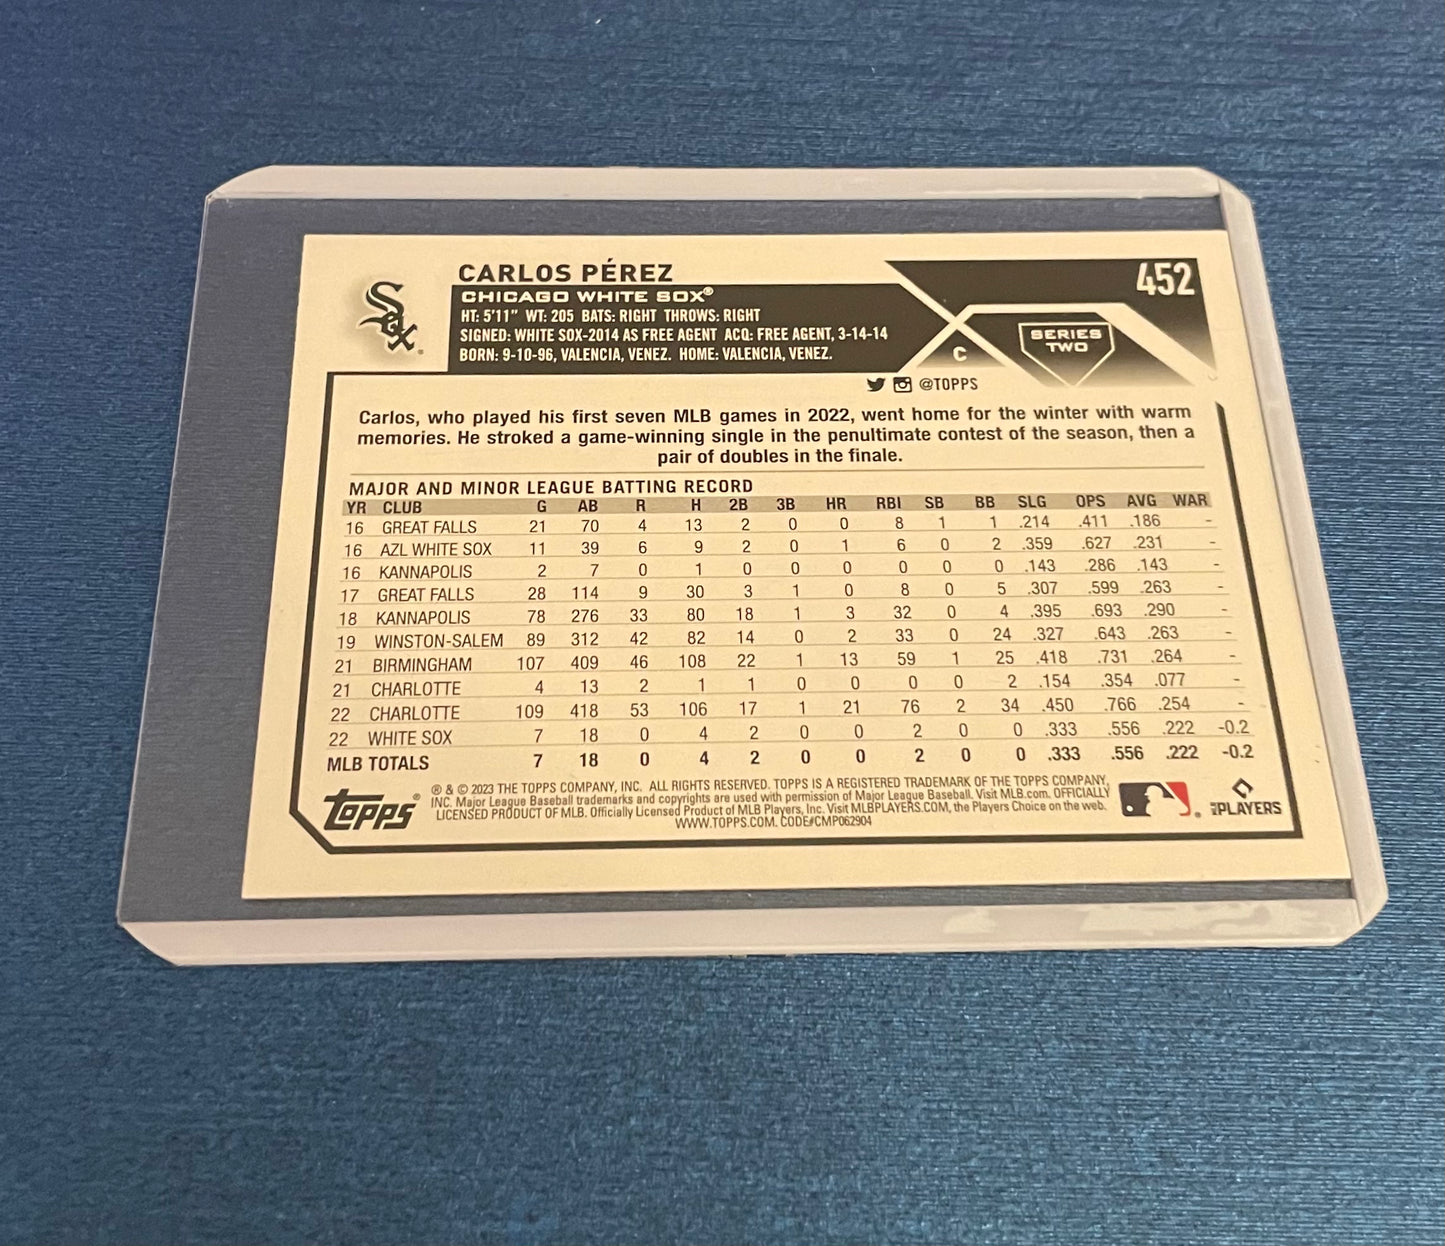 Sox
CARLOS PÉREZ
452
CHICAGO WHITE SOX®
HT: 5'11" WT: 205 BATS: RIGHT THROWS: RIGHT
SIGNED: WHITE SOX-2014 AS FREE AGENT ACQ: FREE AGENT, 3-14-14
BORN: 9-10-96, VALENCIA, VENEZ. HOME: VALENCIA, VENEZ.
C
SERIES
TWO
@TOPPS
Carlos, who played his first seven MLB games in 2022, went home for the winter with warm
memories. He stroked a game-winning single in the penultimate contest of the season, then a
pair of doubles in the finale.
MAJOR AND MINOR LEAGUE BATTING RECORD
YR CLUB G AB R H 2B 3B HR RBI SB BB SLG OPS AVG WAR
16 GREAT FALLS 21 70 4 13 2 0 0 8 1 1 .214 .411 .186 -
16 AZL WHITE SOX 11 39 6 9 2 0 1 6 0 2 .359 .627 .231 -
16 KANNAPOLIS 2 7 0 1 0 0 0 0 0 0 .143 .286 .143 -
17 GREAT FALLS 28 114 9 30 3 1 0 8 0 5 .307 .599 .263 -
18 KANNAPOLIS 78 276 33 80 18 1 3 32 0 4 .395 .693 .290 -
19 WINSTON-SALEM 89 312 42 82 14 0 2 33 0 24 .327 .643 .263 -
21 BIRMINGHAM 107 409 46 108 22 1 13 59 1 25 .418 .731 .264 -
21 CHARLOTTE 4 13 2 1 1 0 0 0 0 2 .154 .354 .077 -
22 CHARLOTTE 109 418 53 106 17 1 21 76 2 34 .450 .766 .254 -
22 WHITE SOX 7 18 0 4 2 0 0 2 0 0 .333 .556 .222 -0.2
MLB TOTALS 7 18 0 4 2 0 0 2 0 0 .333 .556 .222 -0.2
TOPPS®
® & © 2023 THE TOPPS COMPANY, INC. ALL RIGHTS RESERVED. TOPPS IS A REGISTERED TRADEMARK OF THE TOPPS COMPANY,
INC. Major League Baseball trademarks and copyrights are used with permission of Major League Baseball. Visit MLB.com. OFFICIALLY
LICENSED PRODUCT OF MLB. Officially Licensed Product of MLB Players, Inc. Visit MLBPLAYERS.COM, the Players Choice on the web.
WWW.TOPPS.COM. CODE#CMP062904
MLB PLAYERS